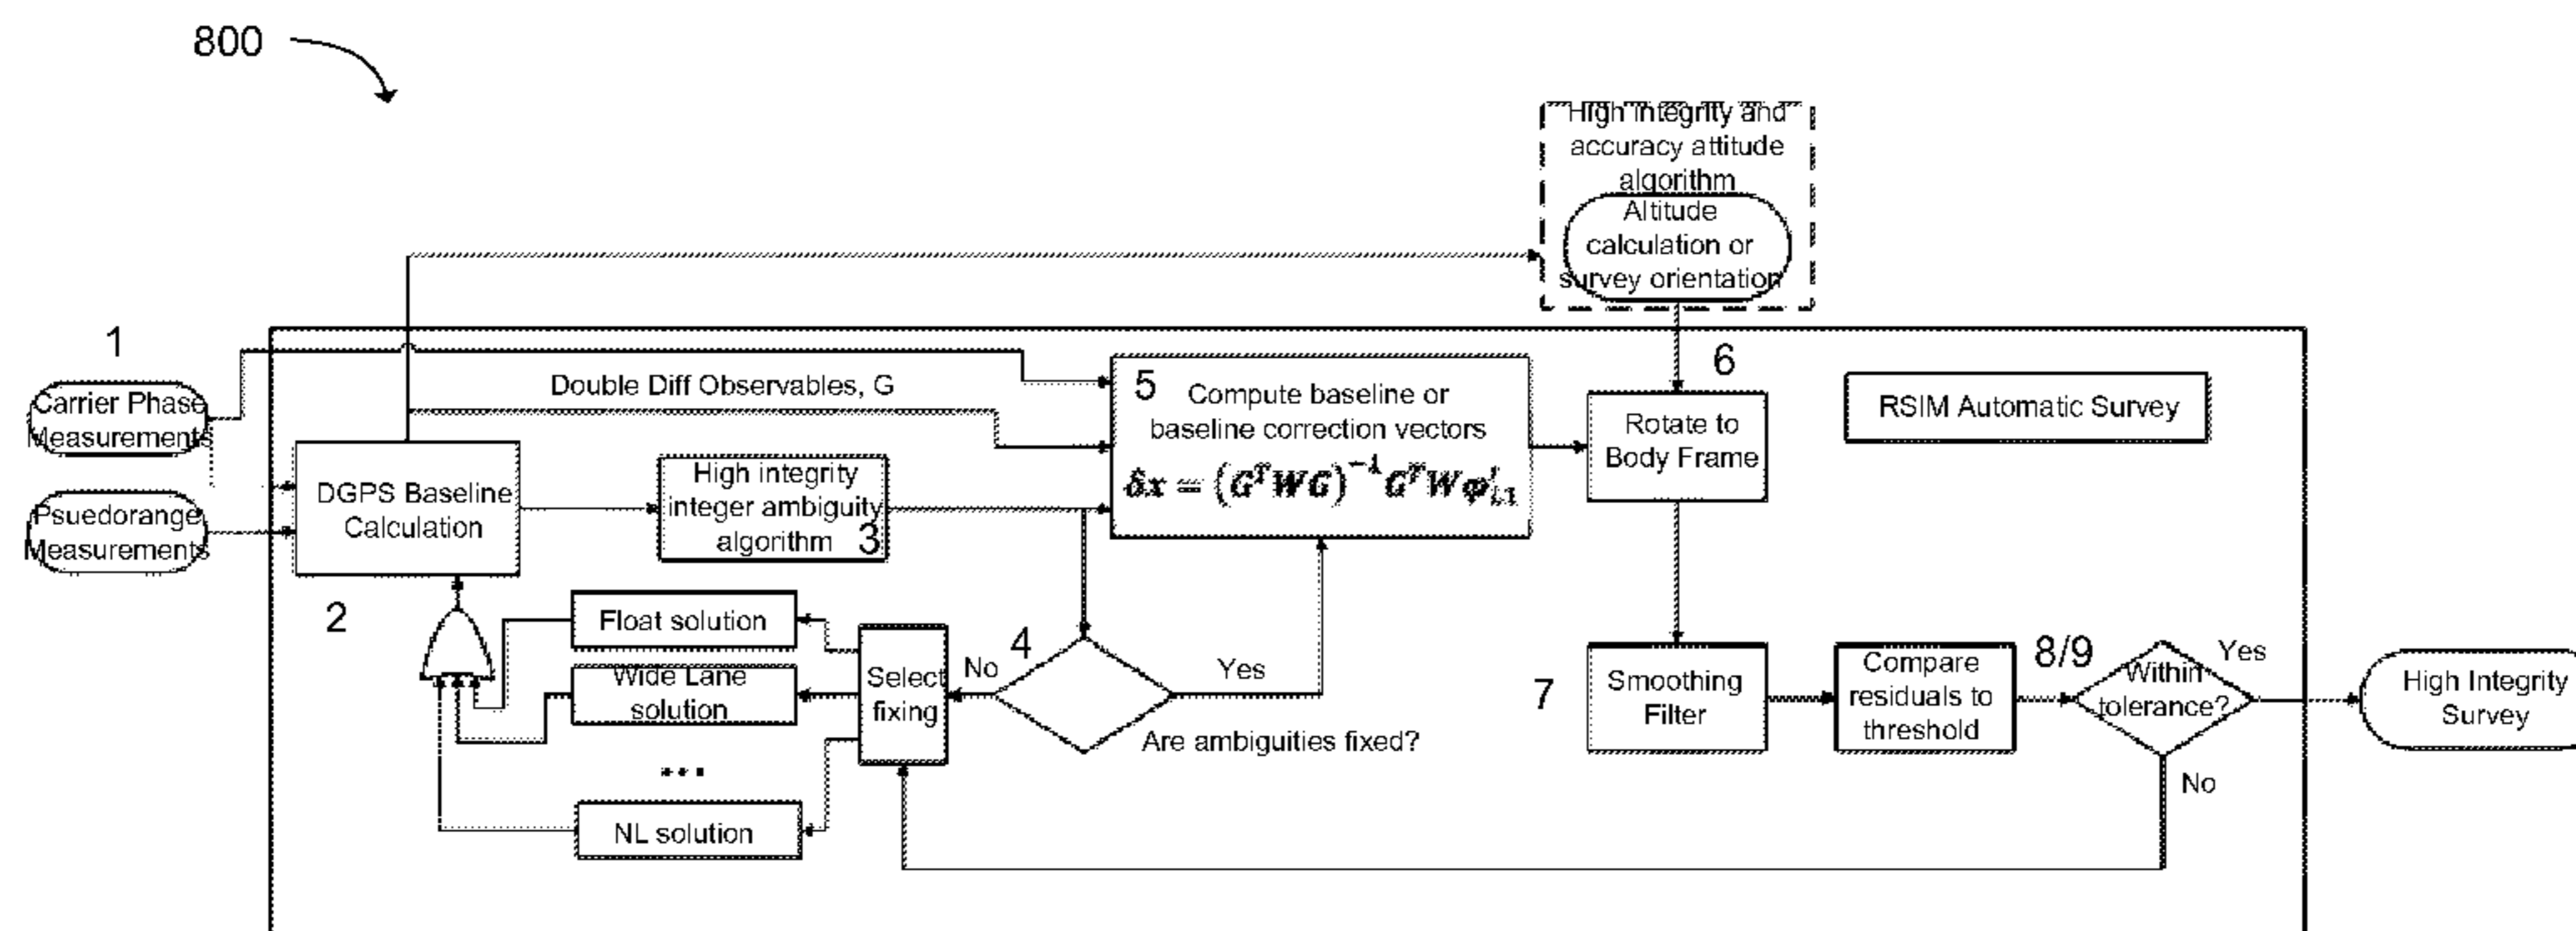 800
High integrity and
accuracy attitude
algorithm
Altitude
calculation or
survey orientation
1
Carrier Phase
Measurements
Psuedorange
Measurements
Double Diff Observables, G
DGPS Baseline
Calculation
2
High integrity
integer ambiguity
algorithm 3
5
Compute baseline or
baseline correction vectors
δx = (GᵀWG)⁻¹GᵀWφ′L1
6
Rotate to
Body Frame
RSIM Automatic Survey
Float solution
Wide Lane
solution
...
NL solution
Select
fixing
No
4
Yes
Are ambiguities fixed?
7
Smoothing
Filter
Compare
residuals to
threshold
8/9
Within
tolerance?
Yes
No
High Integrity
Survey